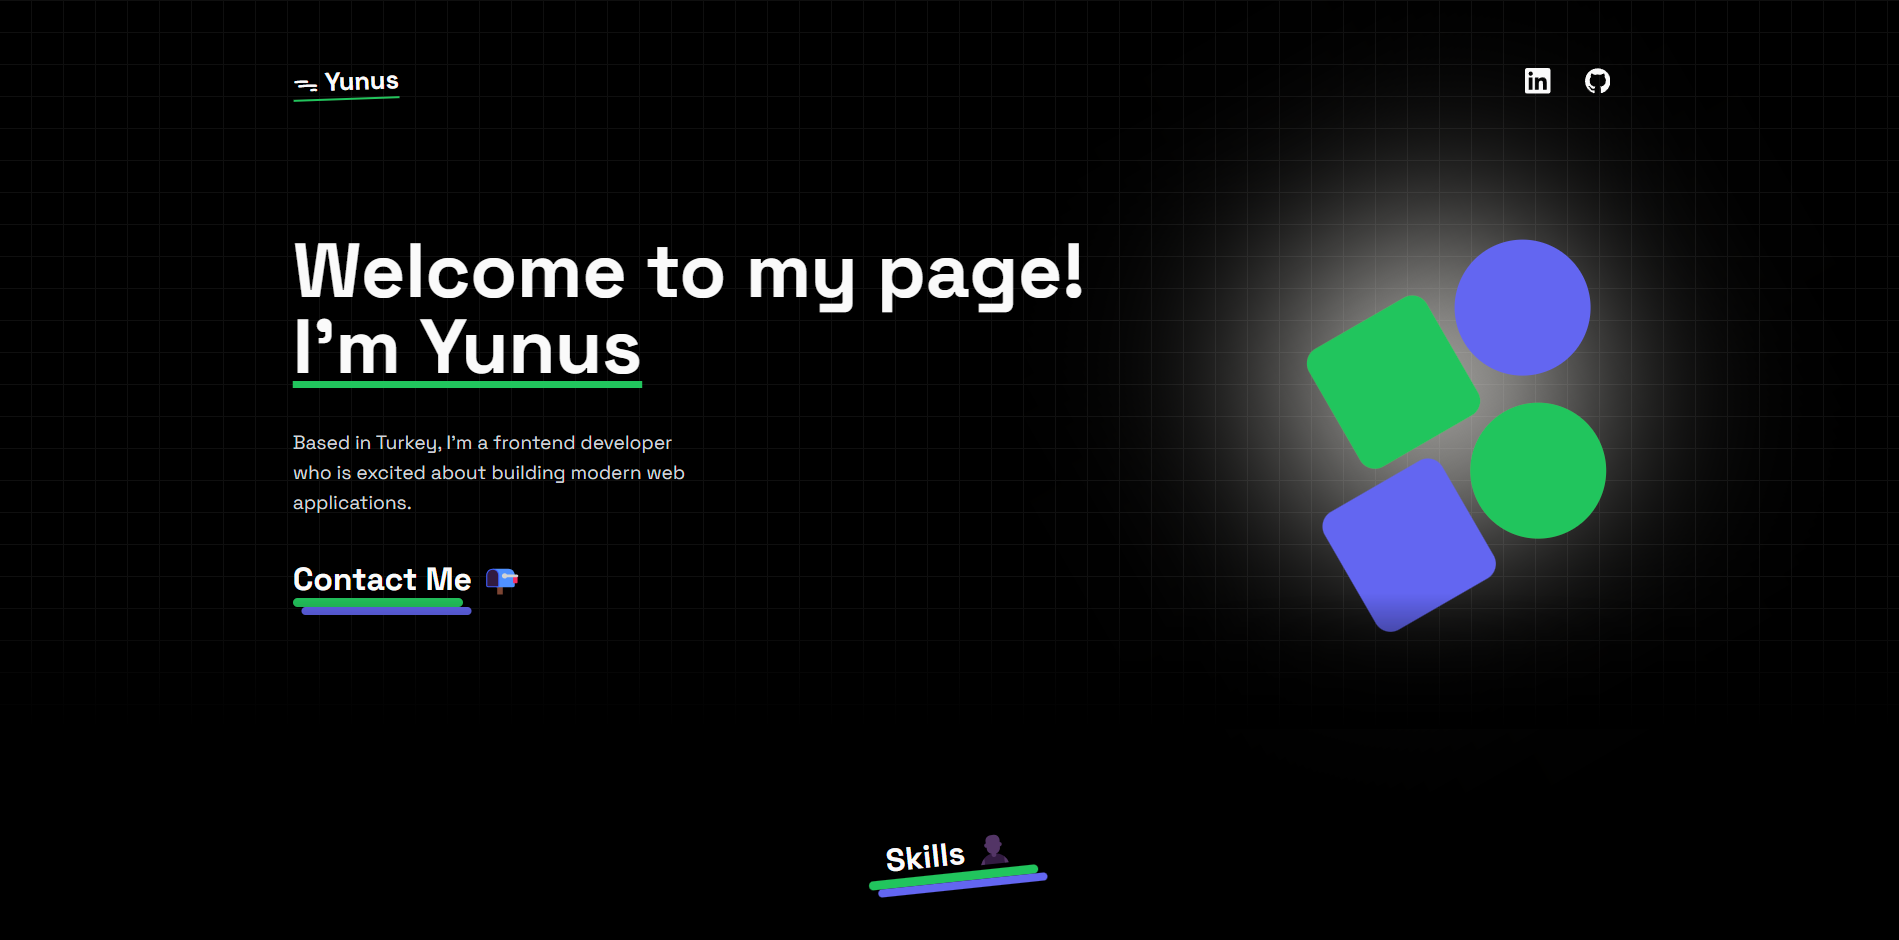 Yunus
Welcome to my page!
I’m Yunus
Based in Turkey, I’m a frontend developer
who is excited about building modern web
applications.
Contact Me
Skills